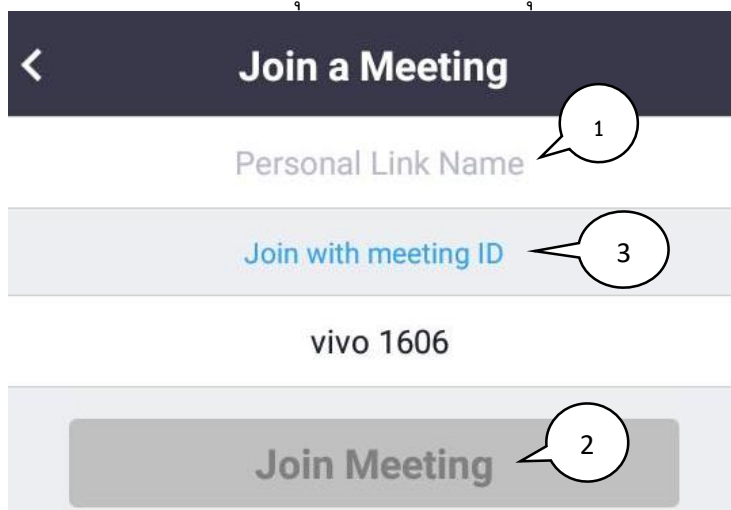 Join a Meeting
1
Personal Link Name
Join with meeting ID
3
vivo 1606
Join Meeting
2